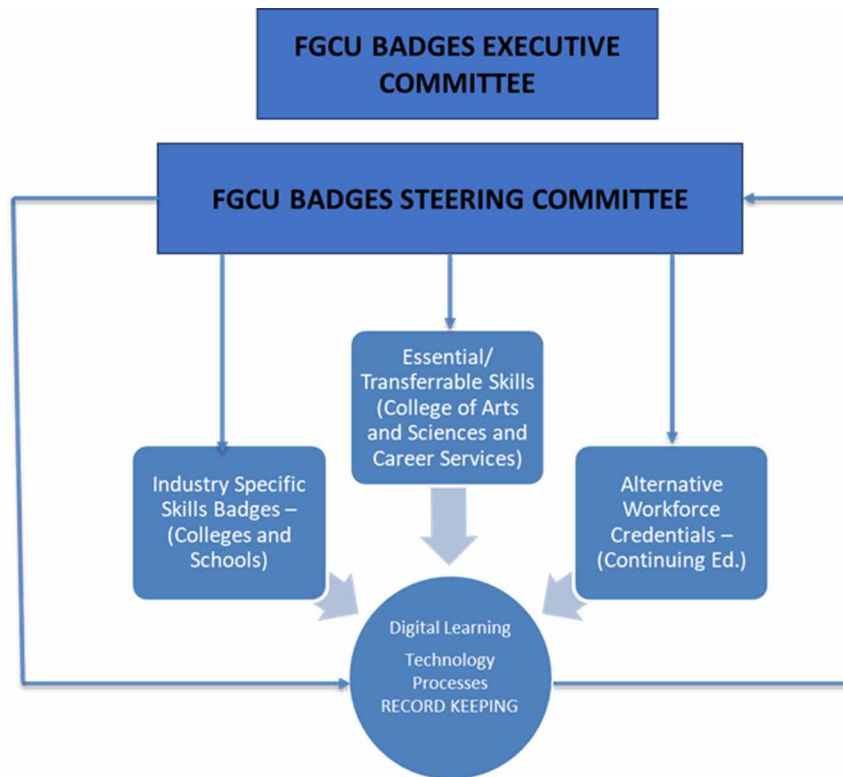 FGCU BADGES EXECUTIVE
COMMITTEE
FGCU BADGES STEERING COMMITTEE
Essential/
Transferrable Skills
(College of Arts
and Sciences and
Career Services)
Industry Specific
Skills Badges –
(Colleges and
Schools)
Alternative
Workforce
Credentials –
(Continuing Ed.)
Digital Learning
Technology
Processes
RECORD KEEPING